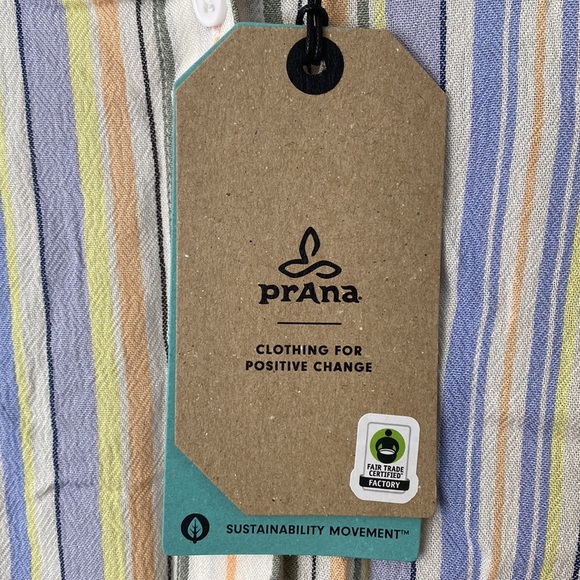 prAna
CLOTHING FOR
POSITIVE CHANGE
FAIR TRADE
CERTIFIED
FACTORY
SUSTAINABILITY MOVEMENT™